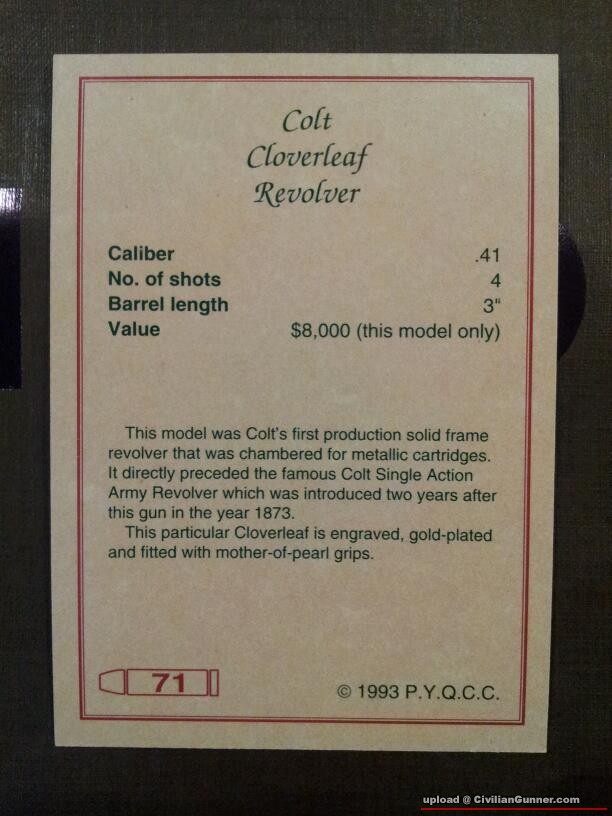 Colt
Cloverleaf
Revolver
Caliber .41
No. of shots 4
Barrel length 3"
Value $8,000 (this model only)
This model was Colt's first production solid frame
revolver that was chambered for metallic cartridges.
It directly preceded the famous Colt Single Action
Army Revolver which was introduced two years after
this gun in the year 1873.
This particular Cloverleaf is engraved, gold-plated
and fitted with mother-of-pearl grips.
71
© 1993 P.Y.Q.C.C.
upload @ CivilianGunner.com